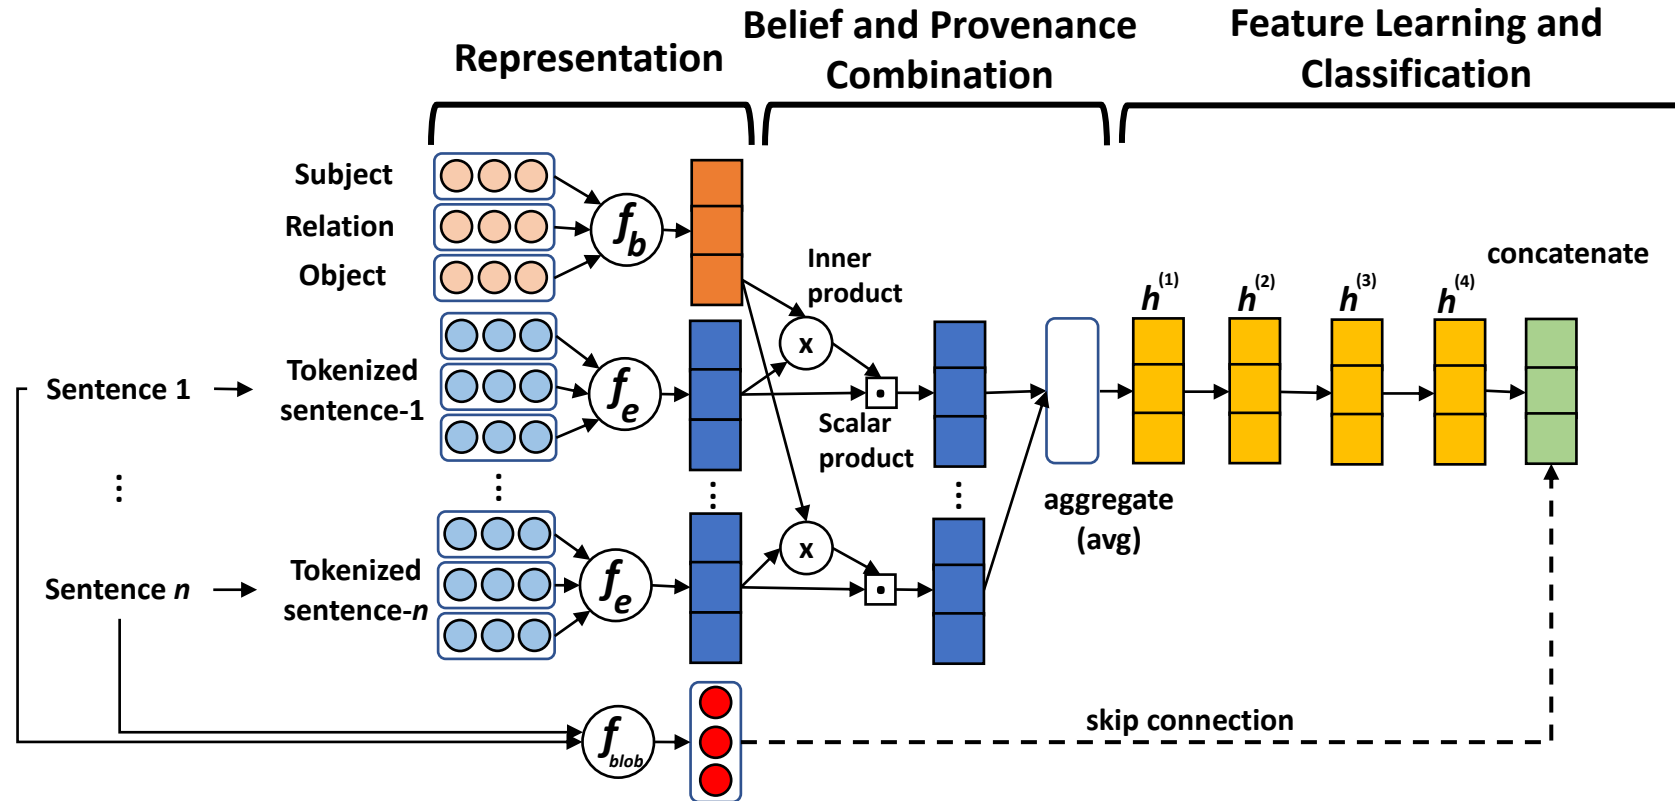 Representation
Belief and Provenance
Combination
Feature Learning and
Classification
Subject
Relation
Object
f_b
Inner
product
x
concatenate
h^(1)
h^(2)
h^(3)
h^(4)
Sentence 1
Tokenized
sentence-1
f_e
Scalar
product
aggregate
(avg)
Sentence n
Tokenized
sentence-n
f_e
x
f_blob
skip connection